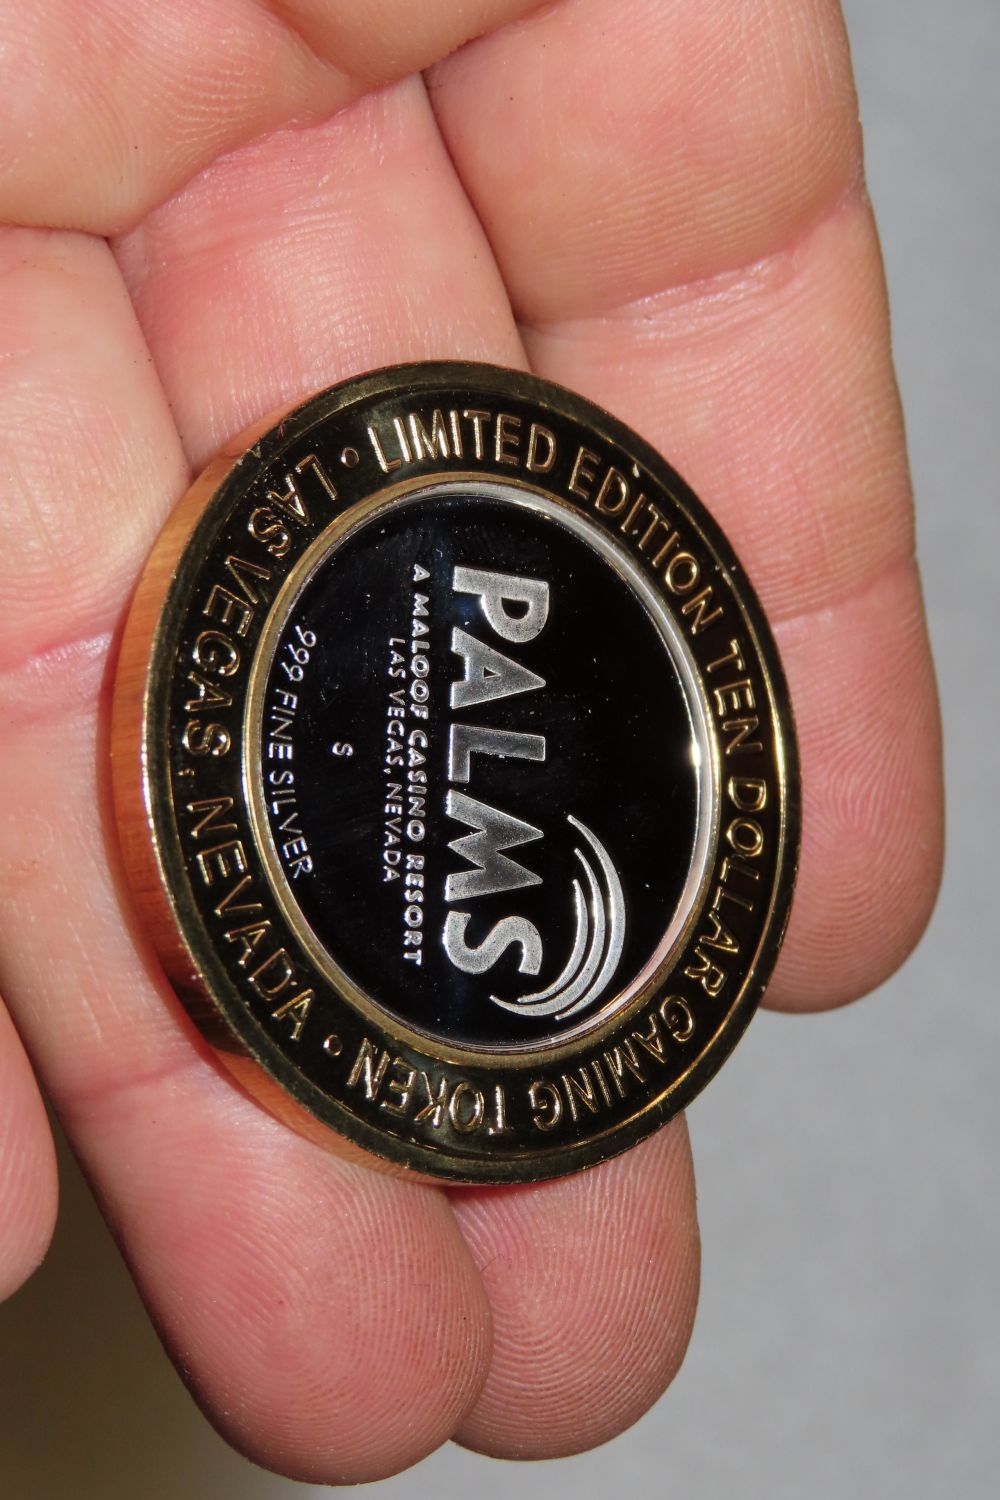 LIMITED EDITION TEN DOLLAR GAMING TOKEN
• LAS VEGAS, NEVADA •
PALMS
A MALOOF CASINO RESORT
LAS VEGAS, NEVADA
S
.999 FINE SILVER